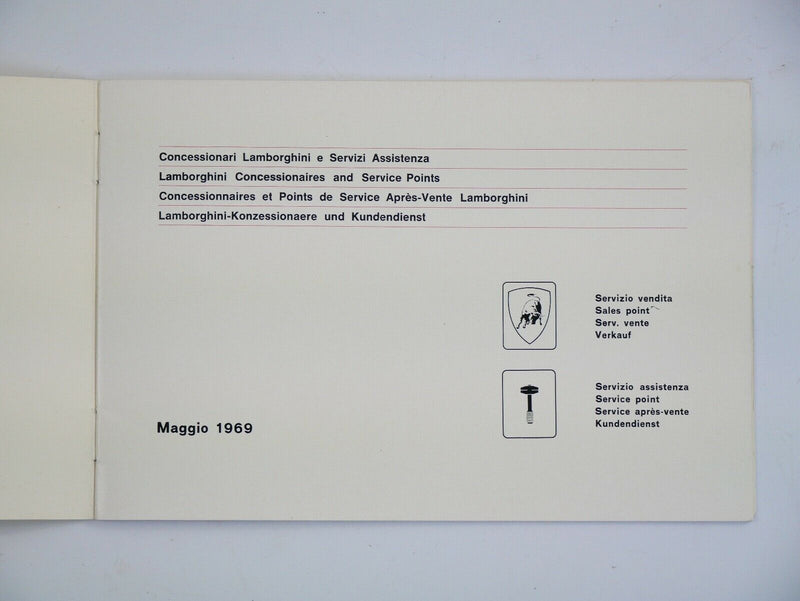 Concessionari Lamborghini e Servizi Assistenza
Lamborghini Concessionaires and Service Points
Concessionnaires et Points de Service Après-Vente Lamborghini
Lamborghini-Konzessionaere und Kundendienst
Servizio vendita
Sales point
Serv. vente
Verkauf
Servizio assistenza
Service point
Service après-vente
Kundendienst
Maggio 1969